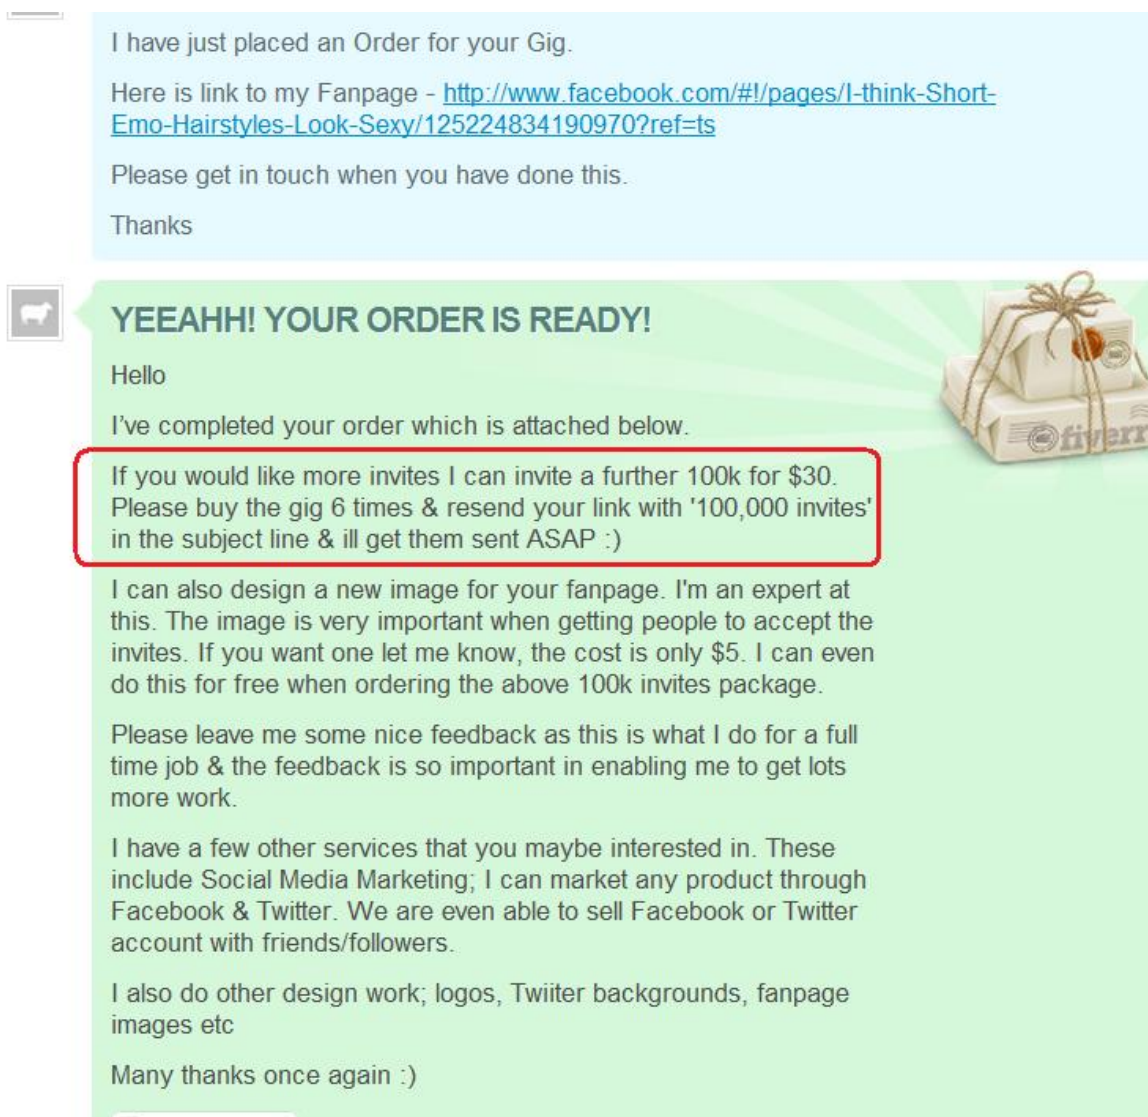 I have just placed an Order for your Gig.
Here is link to my Fanpage - http://www.facebook.com/#!/pages/I-think-Short-
Emo-Hairstyles-Look-Sexy/125224834190970?ref=ts
Please get in touch when you have done this.
Thanks
YEEAHH! YOUR ORDER IS READY!
Hello
I've completed your order which is attached below.
fiverr
If you would like more invites I can invite a further 100k for $30.
Please buy the gig 6 times & resend your link with '100,000 invites'
in the subject line & ill get them sent ASAP :)
I can also design a new image for your fanpage. I'm an expert at
this. The image is very important when getting people to accept the
invites. If you want one let me know, the cost is only $5. I can even
do this for free when ordering the above 100k invites package.
Please leave me some nice feedback as this is what I do for a full
time job & the feedback is so important in enabling me to get lots
more work.
I have a few other services that you maybe interested in. These
include Social Media Marketing; I can market any product through
Facebook & Twitter. We are even able to sell Facebook or Twitter
account with friends/followers.
I also do other design work; logos, Twiiter backgrounds, fanpage
images etc
Many thanks once again :)